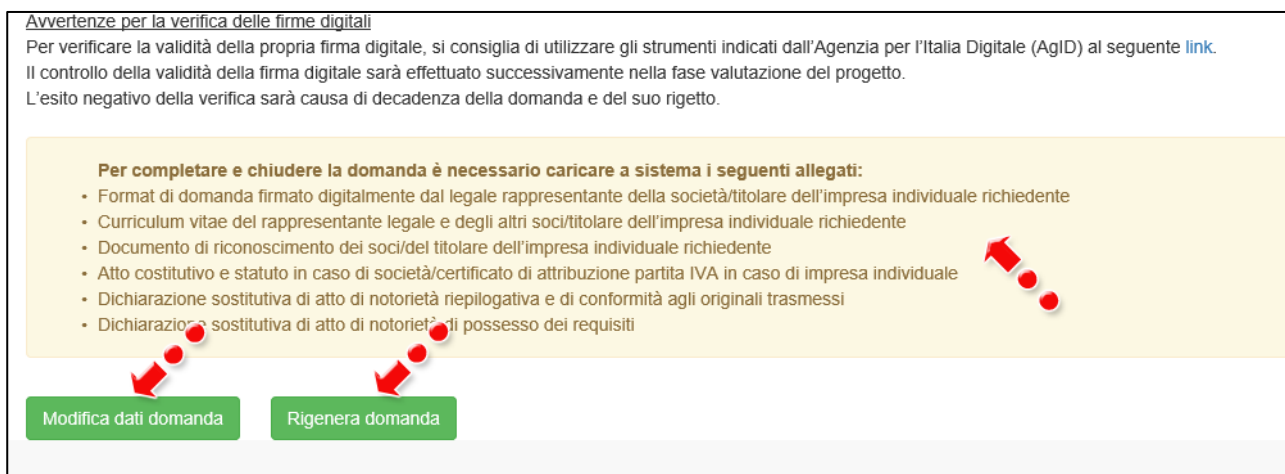 Avvertenze per la verifica delle firme digitali
Per verificare la validità della propria firma digitale, si consiglia di utilizzare gli strumenti indicati dall'Agenzia per l'Italia Digitale (AgID) al seguente link.
Il controllo della validità della firma digitale sarà effettuato successivamente nella fase valutazione del progetto.
L'esito negativo della verifica sarà causa di decadenza della domanda e del suo rigetto.
Per completare e chiudere la domanda è necessario caricare a sistema i seguenti allegati:
• Format di domanda firmato digitalmente dal legale rappresentante della società/titolare dell'impresa individuale richiedente
• Curriculum vitae del rappresentante legale e degli altri soci/titolare dell'impresa individuale richiedente
• Documento di riconoscimento dei soci/del titolare dell'impresa individuale richiedente
• Atto costitutivo e statuto in caso di società/certificato di attribuzione partita IVA in caso di impresa individuale
• Dichiarazione sostitutiva di atto di notorietà riepilogativa e di conformità agli originali trasmessi
• Dichiarazione sostitutiva di atto di notorietà di possesso dei requisiti
Modifica dati domanda
Rigenera domanda